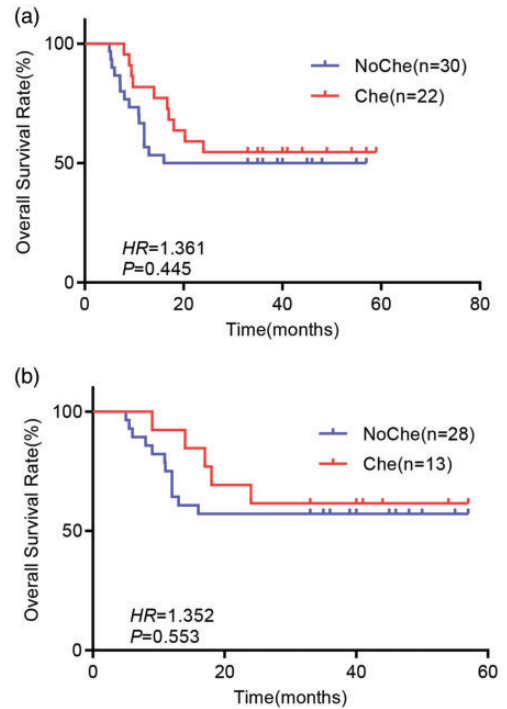 (a)
Overall Survival Rate(%)
100
50
0
NoChe(n=30)
Che(n=22)
HR=1.361
P=0.445
0 20 40 60 80
Time(months)
(b)
Overall Survival Rate(%)
100
50
0
NoChe(n=28)
Che(n=13)
HR=1.352
P=0.553
0 20 40 60
Time(months)